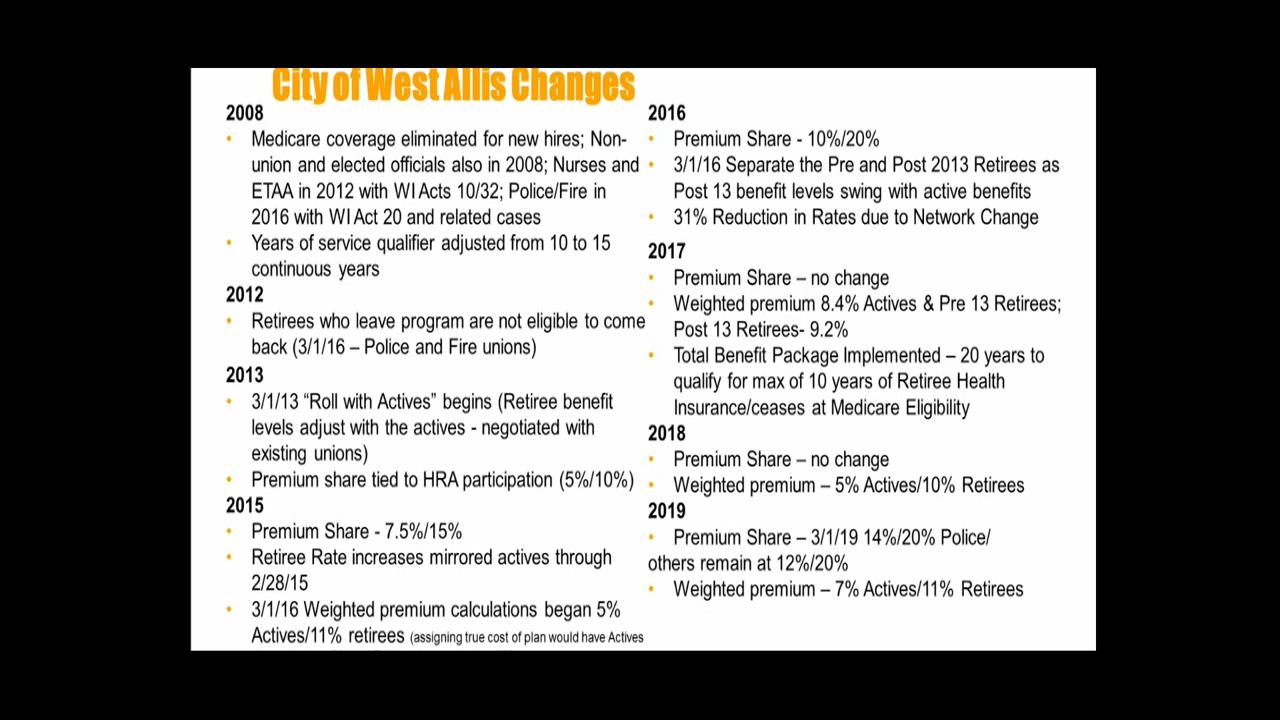 City of West Allis Changes
2008
• Medicare coverage eliminated for new hires; Non-
union and elected officials also in 2008; Nurses and
ETAA in 2012 with WI Acts 10/32; Police/Fire in
2016 with WI Act 20 and related cases
• Years of service qualifier adjusted from 10 to 15
continuous years
2012
• Retirees who leave program are not eligible to come
back (3/1/16 – Police and Fire unions)
2013
• 3/1/13 “Roll with Actives” begins (Retiree benefit
levels adjust with the actives - negotiated with
existing unions)
• Premium share tied to HRA participation (5%/10%)
2015
• Premium Share - 7.5%/15%
• Retiree Rate increases mirrored actives through
2/28/15
• 3/1/16 Weighted premium calculations began 5%
Actives/11% retirees (assigning true cost of plan would have Actives
2016
• Premium Share - 10%/20%
• 3/1/16 Separate the Pre and Post 2013 Retirees as
Post 13 benefit levels swing with active benefits
• 31% Reduction in Rates due to Network Change
2017
• Premium Share – no change
• Weighted premium 8.4% Actives & Pre 13 Retirees;
Post 13 Retirees- 9.2%
• Total Benefit Package Implemented – 20 years to
qualify for max of 10 years of Retiree Health
Insurance/ceases at Medicare Eligibility
2018
• Premium Share – no change
• Weighted premium – 5% Actives/10% Retirees
2019
• Premium Share – 3/1/19 14%/20% Police/
others remain at 12%/20%
• Weighted premium – 7% Actives/11% Retirees